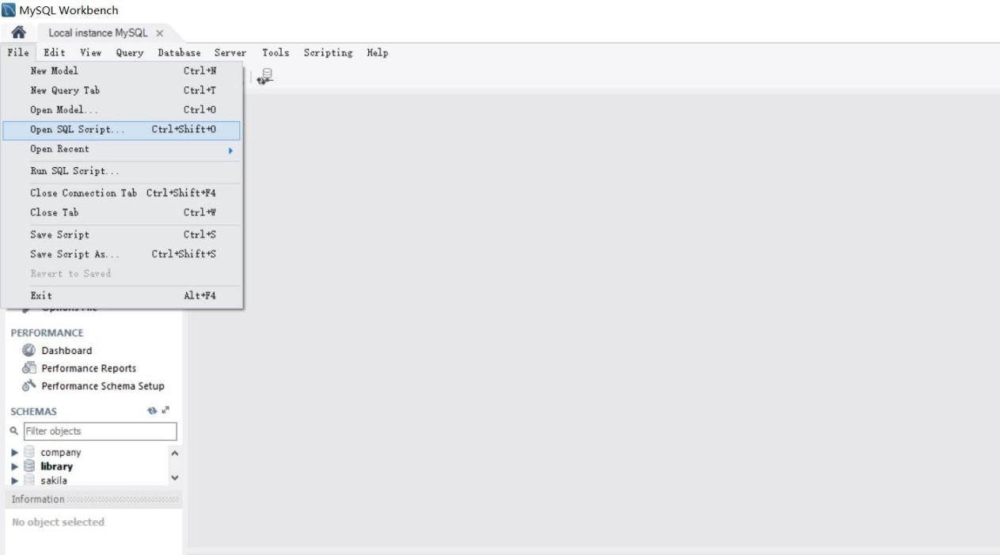 MySQL Workbench
Local instance MySQL
File Edit View Query Database Server Tools Scripting Help
New Model Ctrl+N
New Query Tab Ctrl+T
Open Model... Ctrl+O
Open SQL Script... Ctrl+Shift+O
Open Recent
Run SQL Script...
Close Connection Tab Ctrl+Shift+F4
Close Tab Ctrl+W
Save Script Ctrl+S
Save Script As... Ctrl+Shift+S
Revert to Saved
Exit Alt+F4
Options File
PERFORMANCE
Dashboard
Performance Reports
Performance Schema Setup
SCHEMAS
Filter objects
company
library
sakila
Information
No object selected